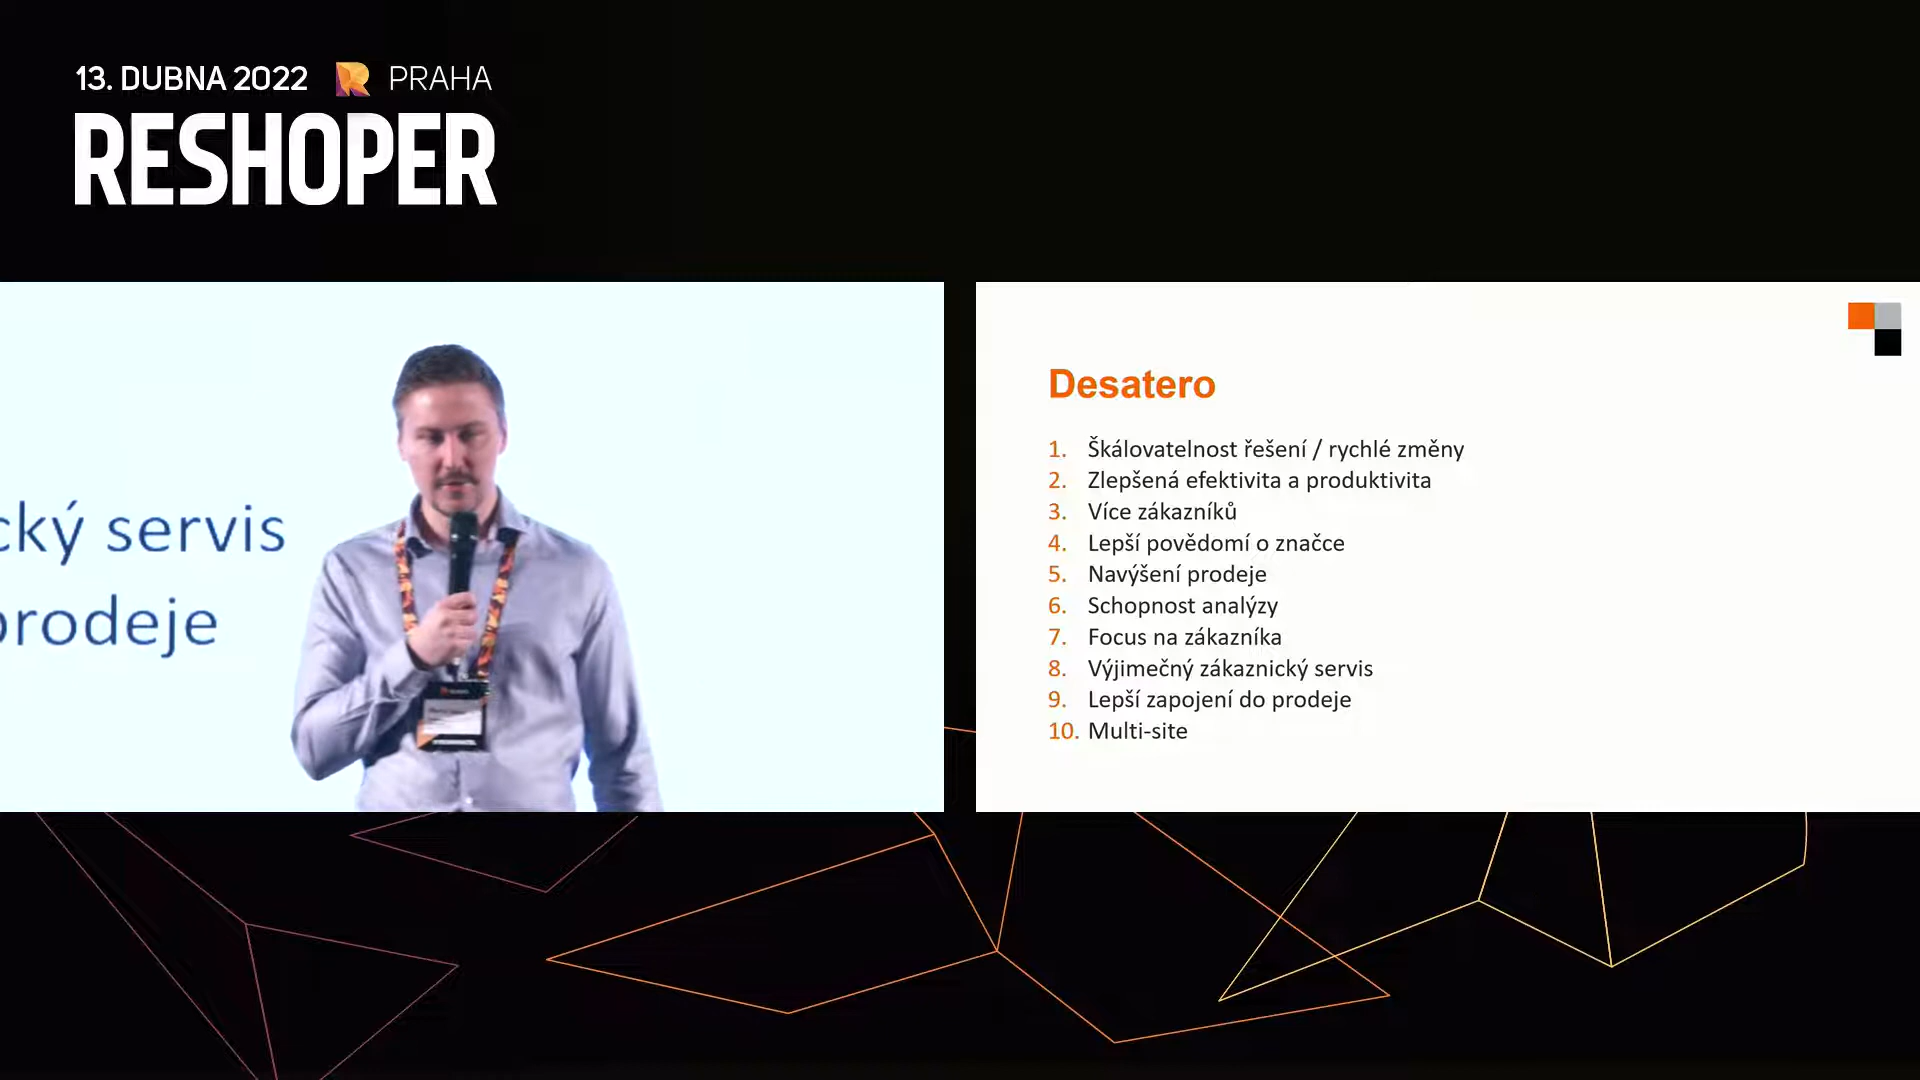 13. DUBNA 2022 PRAHA
RESHOPER
cký servis
prodeje
Desatero
1. Škálovatelnost řešení / rychlé změny
2. Zlepšená efektivita a produktivita
3. Více zákazníků
4. Lepší povědomí o značce
5. Navýšení prodeje
6. Schopnost analýzy
7. Focus na zákazníka
8. Výjimečný zákaznický servis
9. Lepší zapojení do prodeje
10. Multi-site